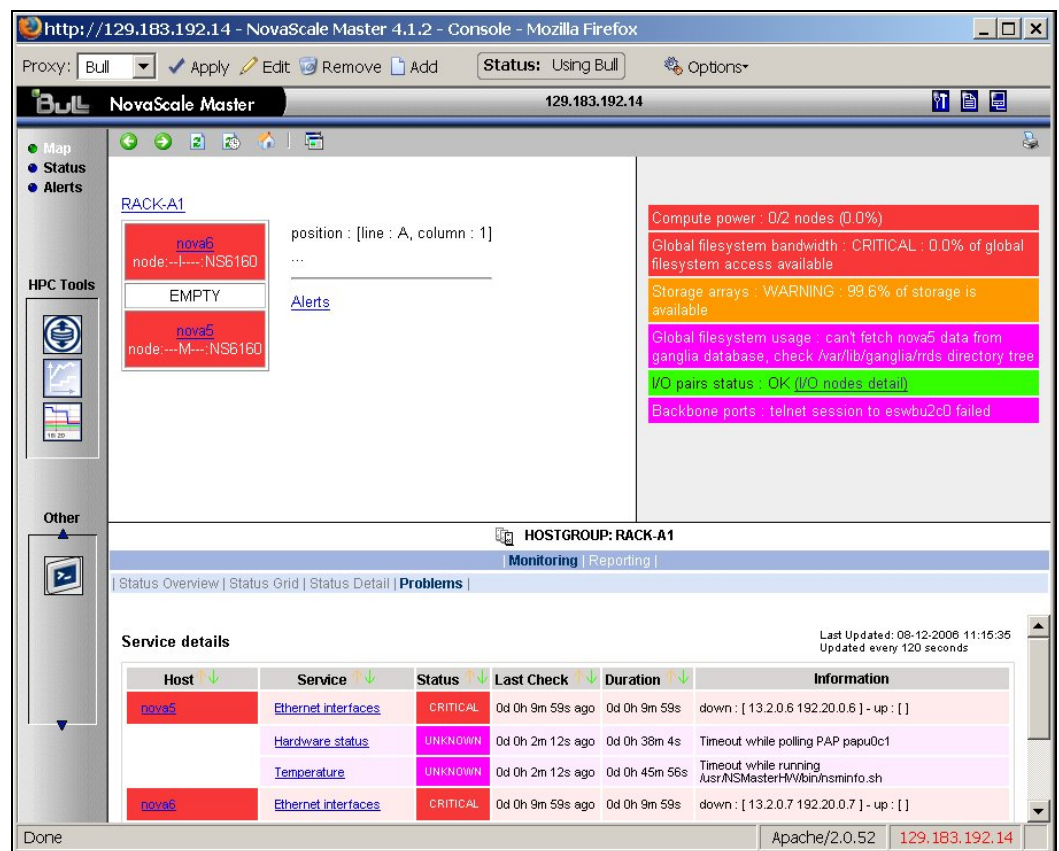 http://129.183.192.14 - NovaScale Master 4.1.2 - Console - Mozilla Firefox
Proxy: Bull Apply Edit Remove Add Status: Using Bull Options
Bull NovaScale Master 129.183.192.14
Map
Status
Alerts
HPC Tools
18 20
Other
RACK-A1
nova6
node:--I----:NS6160
EMPTY
nova5
node:---M---:NS6160
position : [line : A, column : 1]
...
Alerts
Compute power : 0/2 nodes (0.0%)
Global filesystem bandwidth : CRITICAL : 0.0% of global
filesystem access available
Storage arrays : WARNING : 99.6% of storage is
available
Global filesystem usage : can't fetch nova5 data from
ganglia database, check /var/lib/ganglia/rrds directory tree
I/O pairs status : OK (I/O nodes detail)
Backbone ports : telnet session to eswbu2c0 failed
HOSTGROUP: RACK-A1
| Monitoring | Reporting |
| Status Overview | Status Grid | Status Detail | Problems |
Service details
Last Updated: 08-12-2006 11:15:35
Updated every 120 seconds
Host Service Status Last Check Duration Information
nova5 Ethernet interfaces CRITICAL 0d 0h 9m 59s ago 0d 0h 9m 59s down : [ 13.2.0.6 192.20.0.6 ] - up : [ ]
Hardware status UNKNOWN 0d 0h 2m 12s ago 0d 0h 38m 4s Timeout while polling PAP papu0c1
Temperature UNKNOWN 0d 0h 2m 12s ago 0d 0h 45m 56s Timeout while running
/usr/NSMasterHW/bin/nsminfo.sh
nova6 Ethernet interfaces CRITICAL 0d 0h 9m 59s ago 0d 0h 9m 59s down : [ 13.2.0.7 192.20.0.7 ] - up : [ ]
Done Apache/2.0.52 129.183.192.14